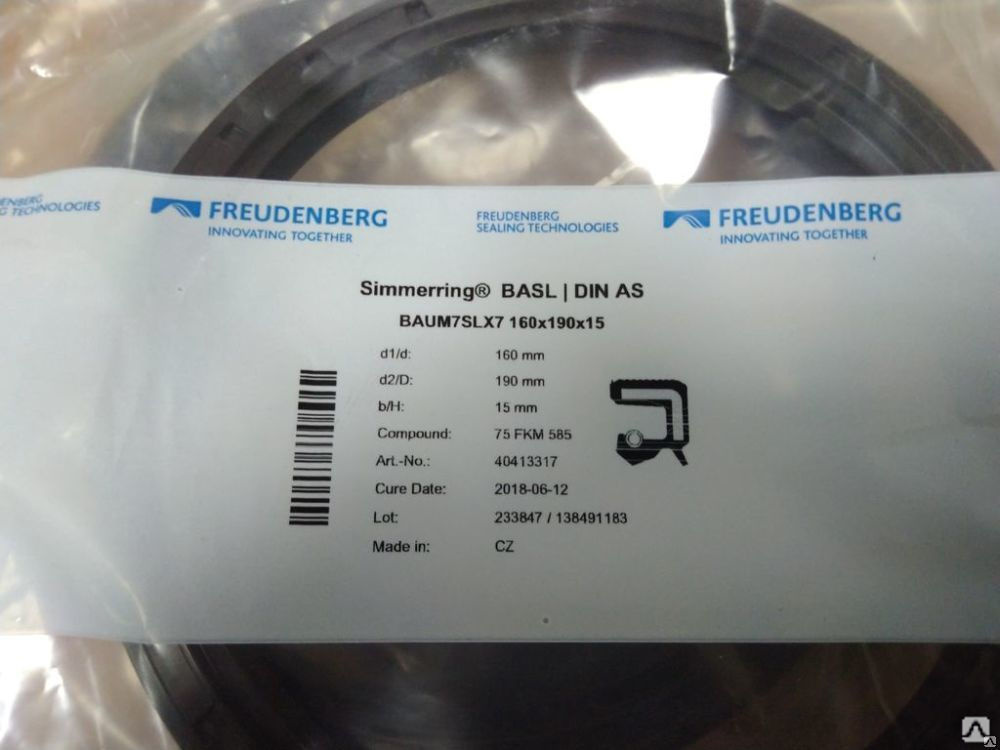 TECHNOLOGIES
FREUDENBERG
INNOVATING TOGETHER
FREUDENBERG
SEALING TECHNOLOGIES
FREUDENBERG
INNOVATING TOGETHER
Simmerring® BASL | DIN AS
BAUM7SLX7 160x190x15
d1/d: 160 mm
d2/D: 190 mm
b/H: 15 mm
Compound: 75 FKM 585
Art.-No.: 40413317
Cure Date: 2018-06-12
Lot: 233847 / 138491183
Made in: CZ